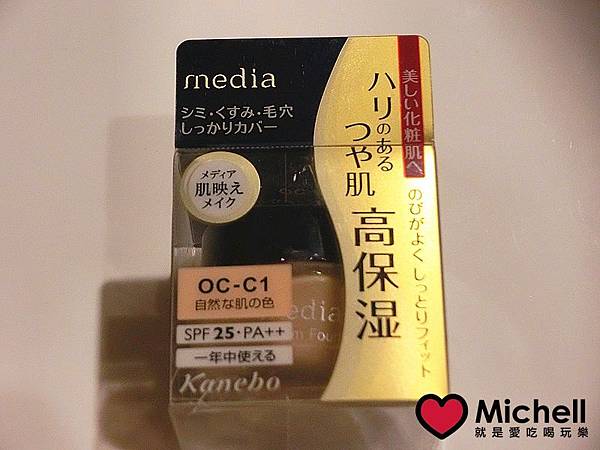 media
シミ・くすみ・毛穴
しっかりカバー
メディア
肌映え
メイク
OC-C1
自然な肌の色
SPF 25・PA++
一年中使える
Kanebo
美しい化粧肌へ
ハリのある
つや肌
高保湿
のびがよく しっとりフィット
edia
Michell
就是愛吃喝玩樂